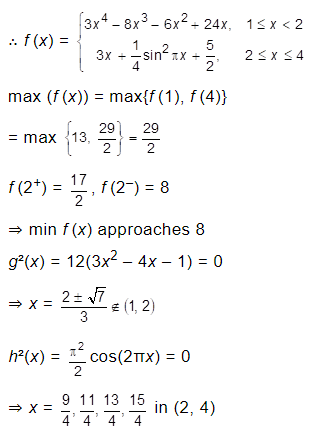 ∴ f(x) = { 3x⁴ – 8x³ – 6x² + 24x, 1 ≤ x < 2
3x + 1/4 sin² πx + 5/2, 2 ≤ x ≤ 4
max (f(x)) = max{f(1), f(4)}
= max {13, 29/2} = 29/2
f(2⁺) = 17/2, f(2⁻) = 8
⇒ min f(x) approaches 8
g²(x) = 12(3x² – 4x – 1) = 0
⇒ x = (2 ± √7)/3 ∉ (1, 2)
h²(x) = π²/2 cos(2πx) = 0
⇒ x = 9/4, 11/4, 13/4, 15/4 in (2, 4)